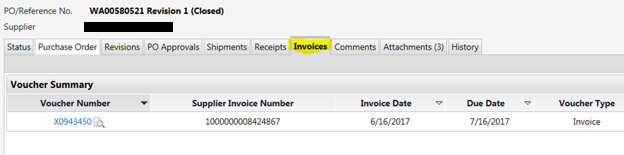 PO/Reference No. WA00580521 Revision 1 (Closed)
Supplier
Status Purchase Order Revisions PO Approvals Shipments Receipts Invoices Comments Attachments (3) History
Voucher Summary
Voucher Number Supplier Invoice Number Invoice Date Due Date Voucher Type
X0943450 1000000008424867 6/16/2017 7/16/2017 Invoice